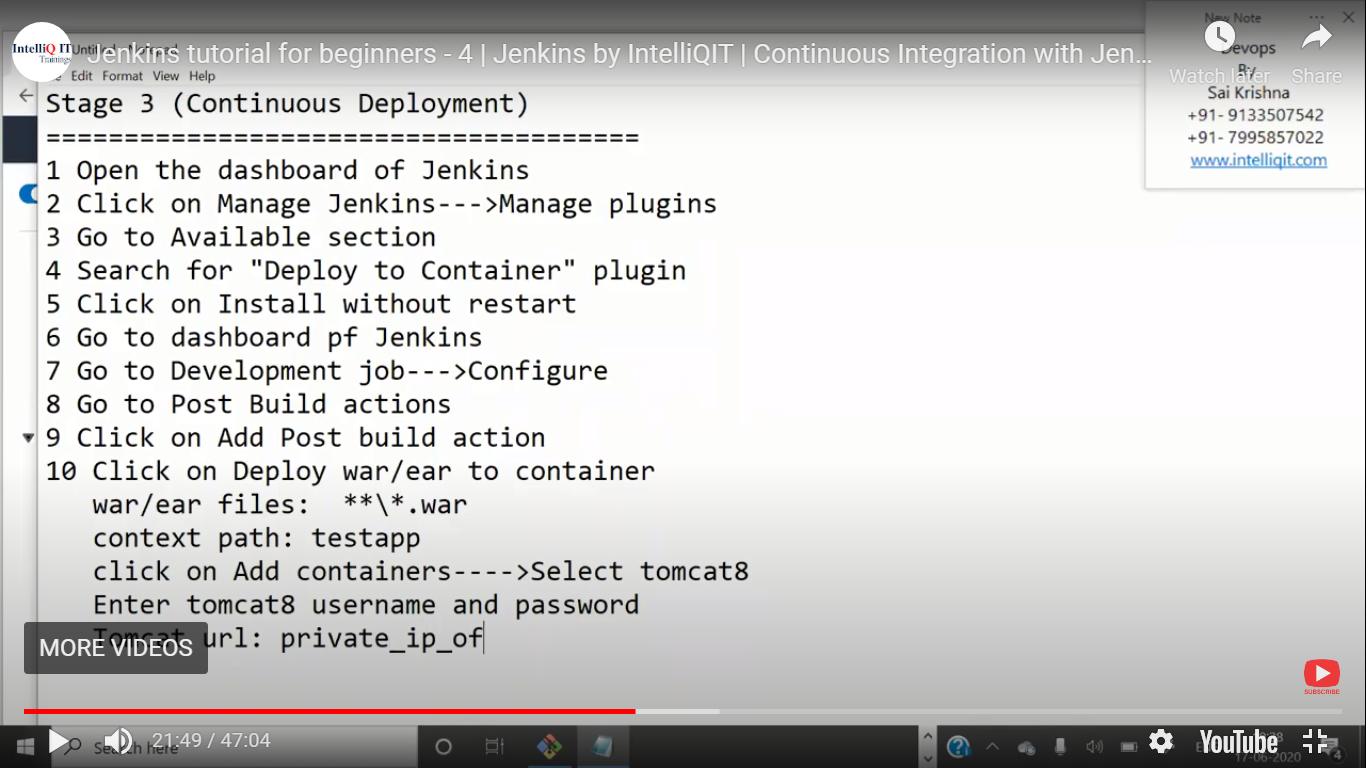 IntelliQ IT
Trainings
Jenkins tutorial for beginners - 4 | Jenkins by IntelliQIT | Continuous Integration with Jen...
Watch later
Share
New Note
Devops
By
Sai Krishna
+91- 9133507542
+91- 7995857022
www.intelliqit.com
Edit Format View Help
Stage 3 (Continuous Deployment)
======================================
1 Open the dashboard of Jenkins
2 Click on Manage Jenkins--->Manage plugins
3 Go to Available section
4 Search for "Deploy to Container" plugin
5 Click on Install without restart
6 Go to dashboard pf Jenkins
7 Go to Development job--->Configure
8 Go to Post Build actions
9 Click on Add Post build action
10 Click on Deploy war/ear to container
war/ear files:  **\*.war
context path: testapp
click on Add containers---->Select tomcat8
Enter tomcat8 username and password
Tomcat url: private_ip_of
MORE VIDEOS
SUBSCRIBE
21:49 / 47:04
Search here
YouTube
17-06-2020
4